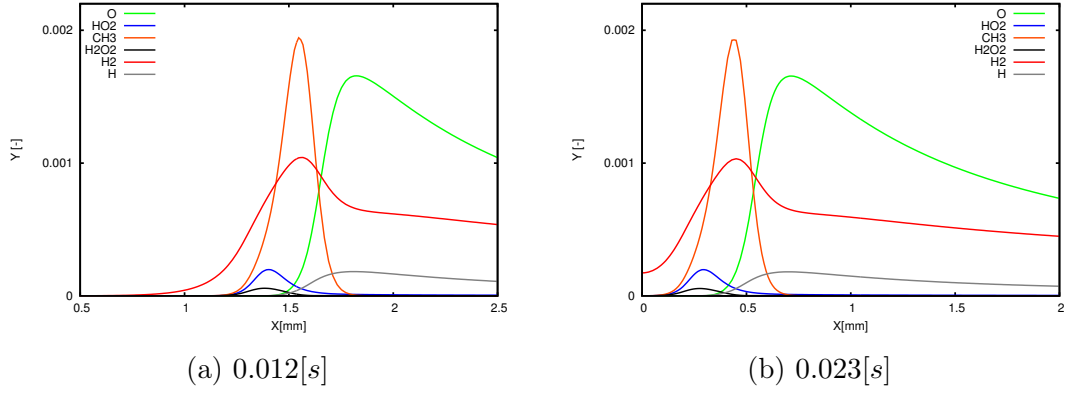 O
HO2
CH3
H2O2
H2
H
Y [-]
0.002
0.001
0
0.5
1
1.5
2
2.5
X[mm]
(a) 0.012[s]
O
HO2
CH3
H2O2
H2
H
Y [-]
0.002
0.001
0
0
0.5
1
1.5
2
X[mm]
(b) 0.023[s]